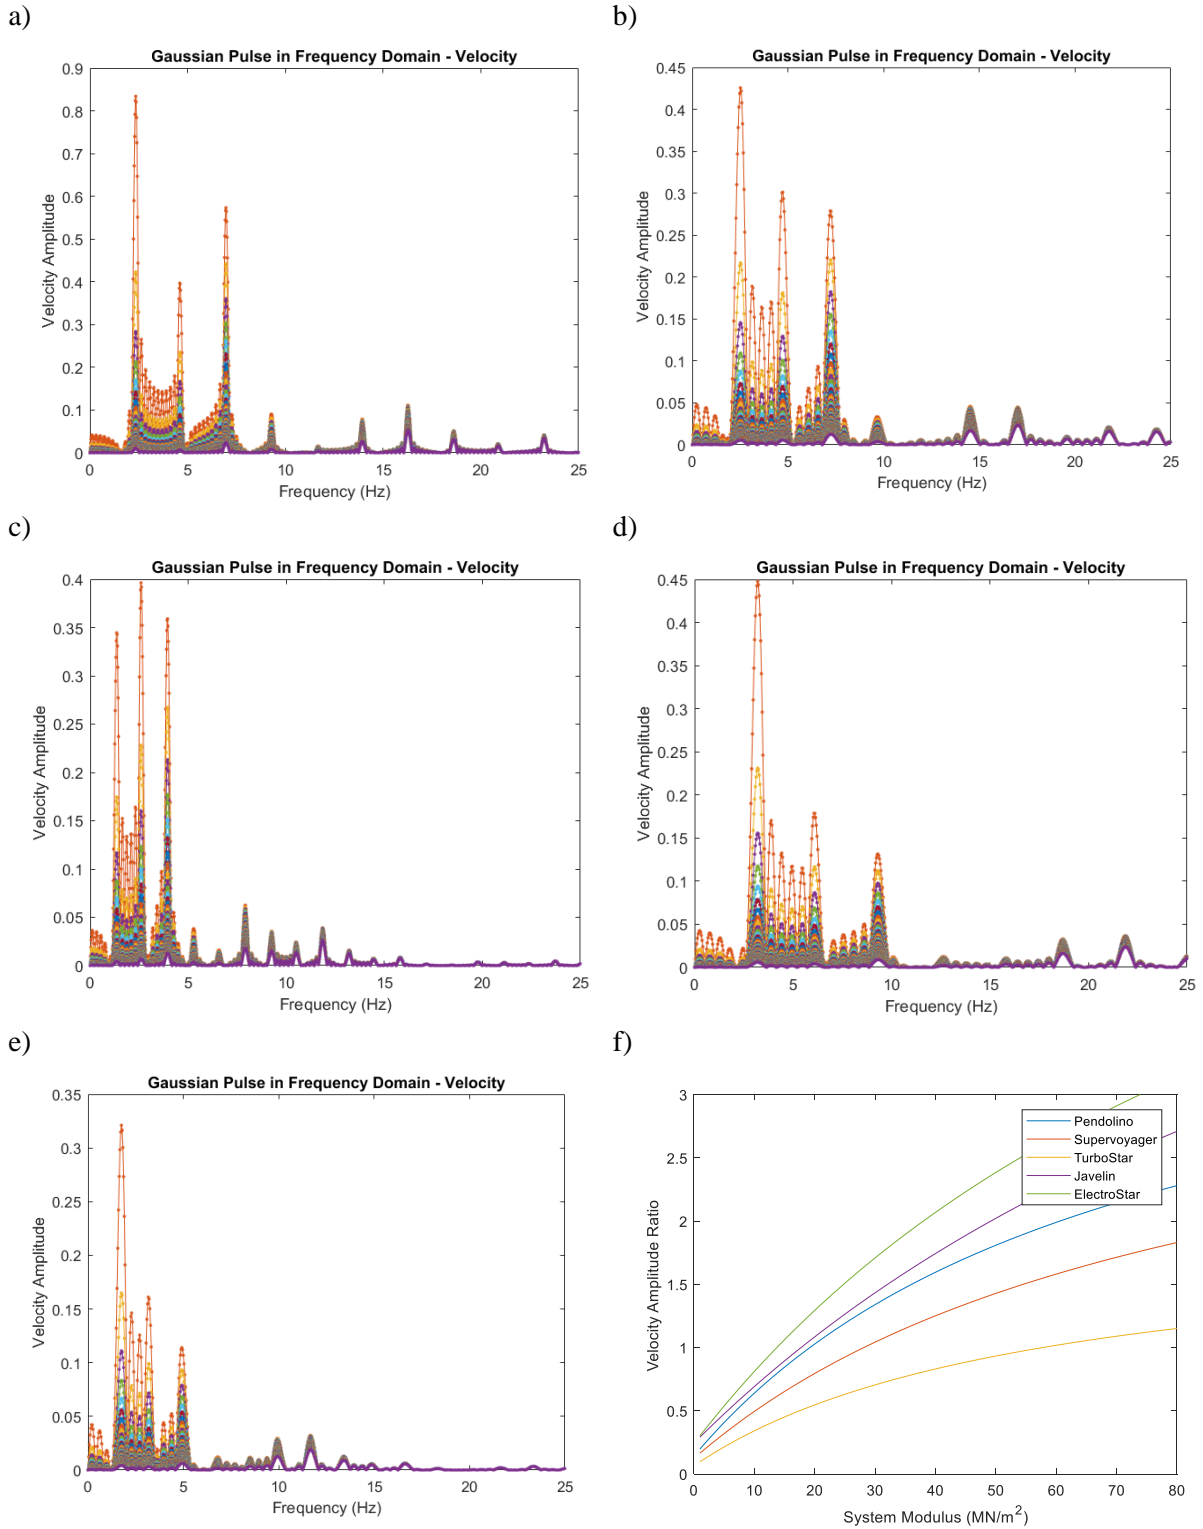 a)
Gaussian Pulse in Frequency Domain - Velocity
0.9
0.8
0.7
0.6
0.5
0.4
0.3
0.2
0.1
0
Velocity Amplitude
0 5 10 15 20 25
Frequency (Hz)
b)
Gaussian Pulse in Frequency Domain - Velocity
0.45
0.4
0.35
0.3
0.25
0.2
0.15
0.1
0.05
0
Velocity Amplitude
0 5 10 15 20 25
Frequency (Hz)
c)
Gaussian Pulse in Frequency Domain - Velocity
0.4
0.35
0.3
0.25
0.2
0.15
0.1
0.05
0
Velocity Amplitude
0 5 10 15 20 25
Frequency (Hz)
d)
Gaussian Pulse in Frequency Domain - Velocity
0.45
0.4
0.45
0.3
0.25
0.2
0.15
0.1
0.05
0
Velocity Amplitude
0 5 10 15 20 25
Frequency (Hz)
e)
Gaussian Pulse in Frequency Domain - Velocity
0.35
0.3
0.25
0.2
0.15
0.1
0.05
0
Velocity Amplitude
0 5 10 15 20 25
Frequency (Hz)
f)
3
2.5
2
1.5
1
0.5
0
Velocity Amplitude Ratio
Pendolino
Supervoyager
TurboStar
Javelin
ElectroStar
0 10 20 30 40 50 60 70 80
System Modulus (MN/m²)